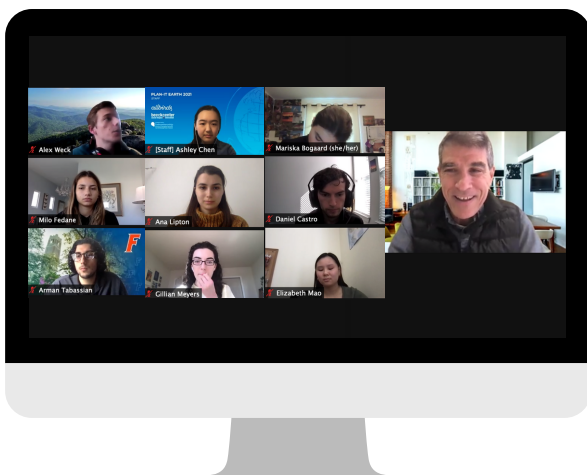 Alex Weck
PLAN-IT EARTH 2021
[Staff] Ashley Chen
Mariska Bogaard (she/her)
Milo Fedane
Ana Lipton
Daniel Castro
Arman Tabassian
F
Gillian Meyers
Elizabeth Mao